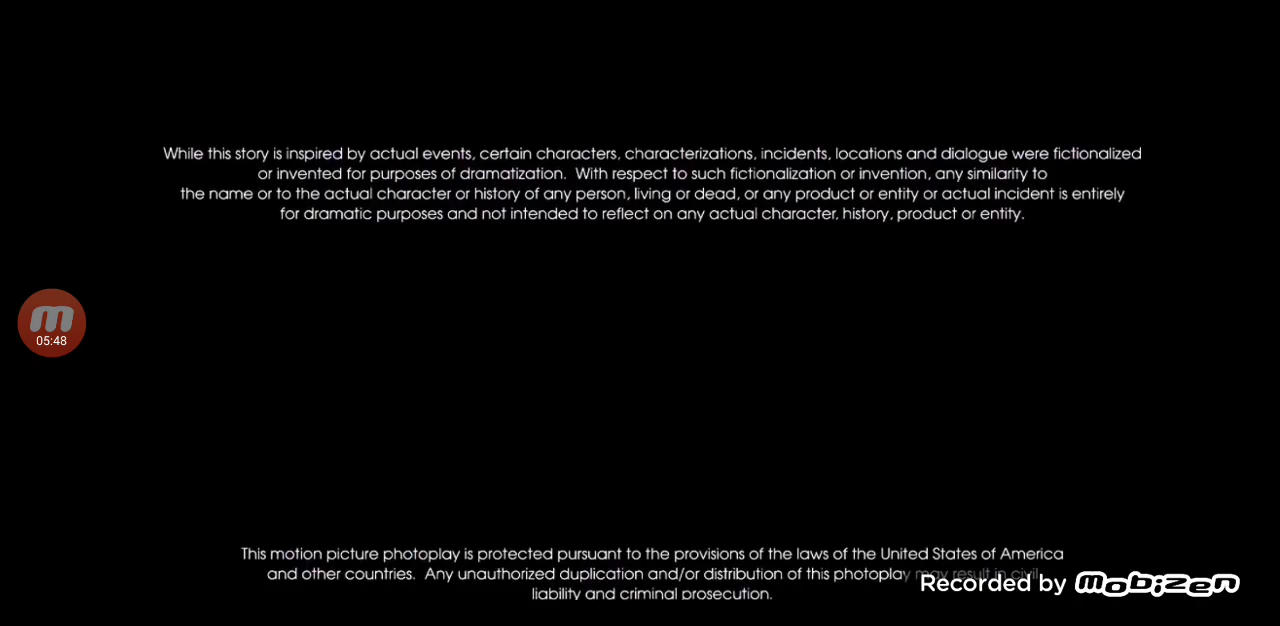 While this story is inspired by actual events, certain characters, characterizations, incidents, locations and dialogue were fictionalized
or invented for purposes of dramatization. With respect to such fictionalization or invention, any similarity to
the name or to the actual character or history of any person, living or dead, or any product or entity or actual incident is entirely
for dramatic purposes and not intended to reflect on any actual character, history, product or entity.
m
05:48
This motion picture photoplay is protected pursuant to the provisions of the laws of the United States of America
and other countries. Any unauthorized duplication and/or distribution of this photoplay may result in civil
liability and criminal prosecution.
Recorded by mobizen